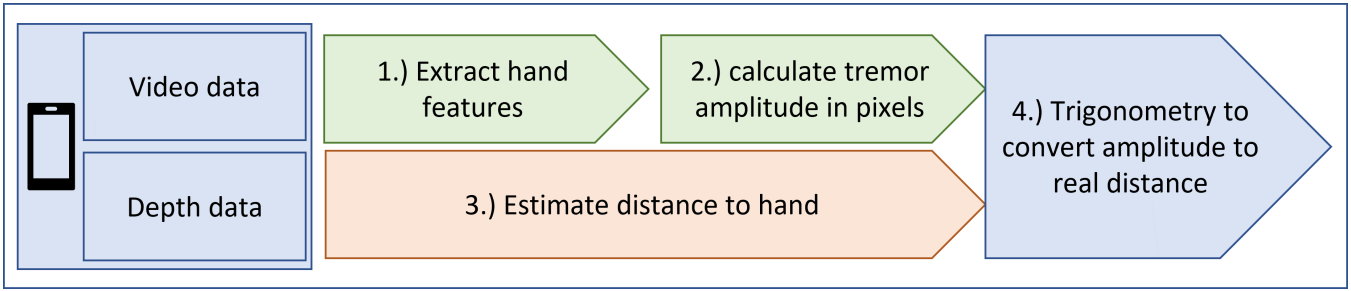 Video data
Depth data
1.) Extract hand
features
2.) calculate tremor
amplitude in pixels
3.) Estimate distance to hand
4.) Trigonometry to
convert amplitude to
real distance